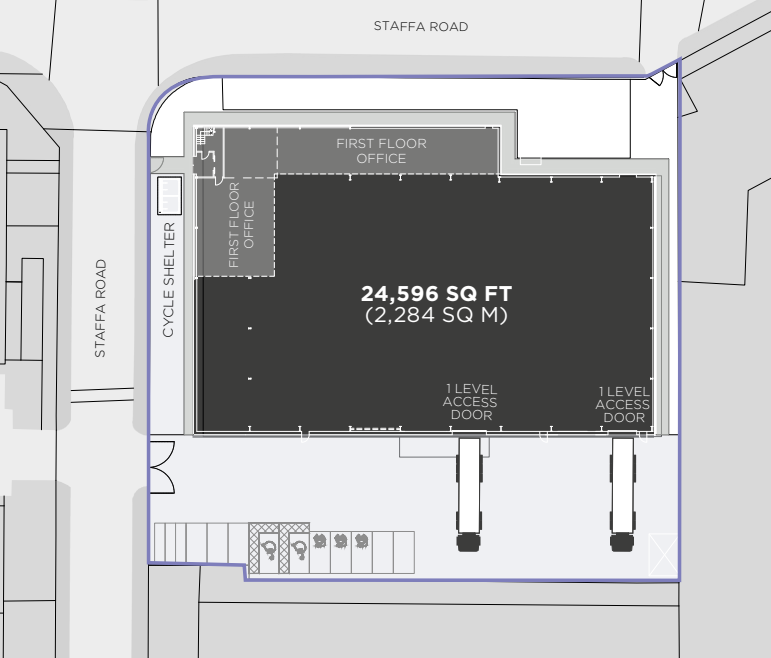 STAFFA ROAD
FIRST FLOOR
OFFICE
FIRST FLOOR
OFFICE
CYCLE SHELTER
STAFFA ROAD
24,596 SQ FT
(2,284 SQ M)
1 LEVEL
ACCESS
DOOR
1 LEVEL
ACCESS
DOOR